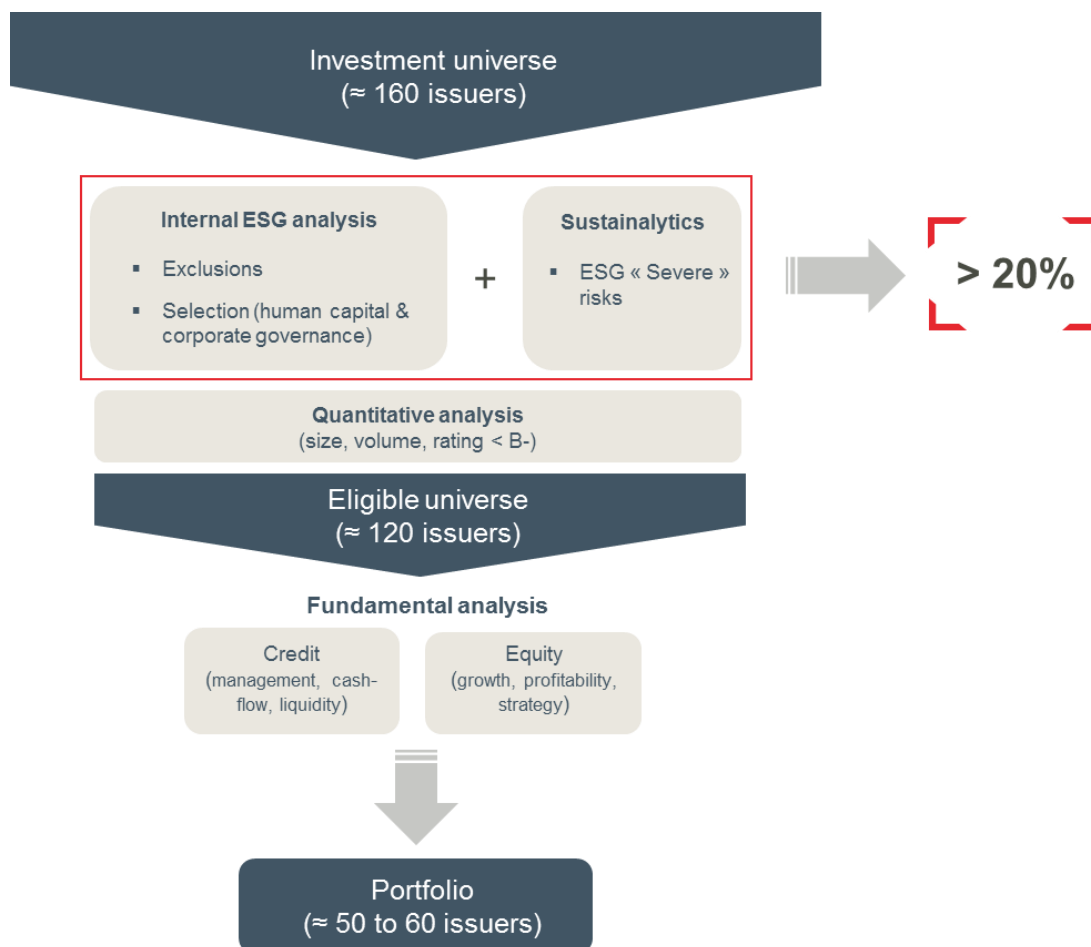 Investment universe
(≈ 160 issuers)
Internal ESG analysis
▪ Exclusions
▪ Selection (human capital &
corporate governance)
+
Sustainalytics
▪ ESG « Severe »
risks
> 20%
Quantitative analysis
(size, volume, rating < B-)
Eligible universe
(≈ 120 issuers)
Fundamental analysis
Credit
(management, cash-
flow, liquidity)
Equity
(growth, profitability,
strategy)
Portfolio
(≈ 50 to 60 issuers)